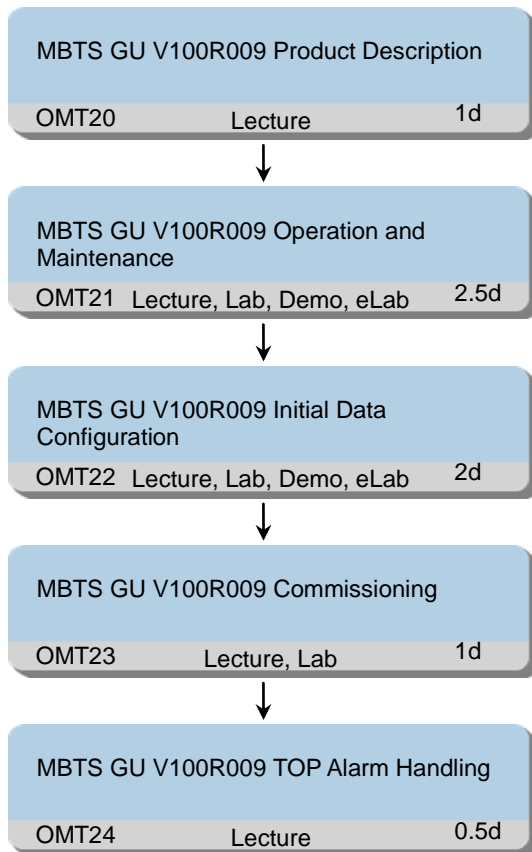 MBTS GU V100R009 Product Description
OMT20 Lecture 1d
MBTS GU V100R009 Operation and
Maintenance
OMT21 Lecture, Lab, Demo, eLab 2.5d
MBTS GU V100R009 Initial Data
Configuration
OMT22 Lecture, Lab, Demo, eLab 2d
MBTS GU V100R009 Commissioning
OMT23 Lecture, Lab 1d
MBTS GU V100R009 TOP Alarm Handling
OMT24 Lecture 0.5d